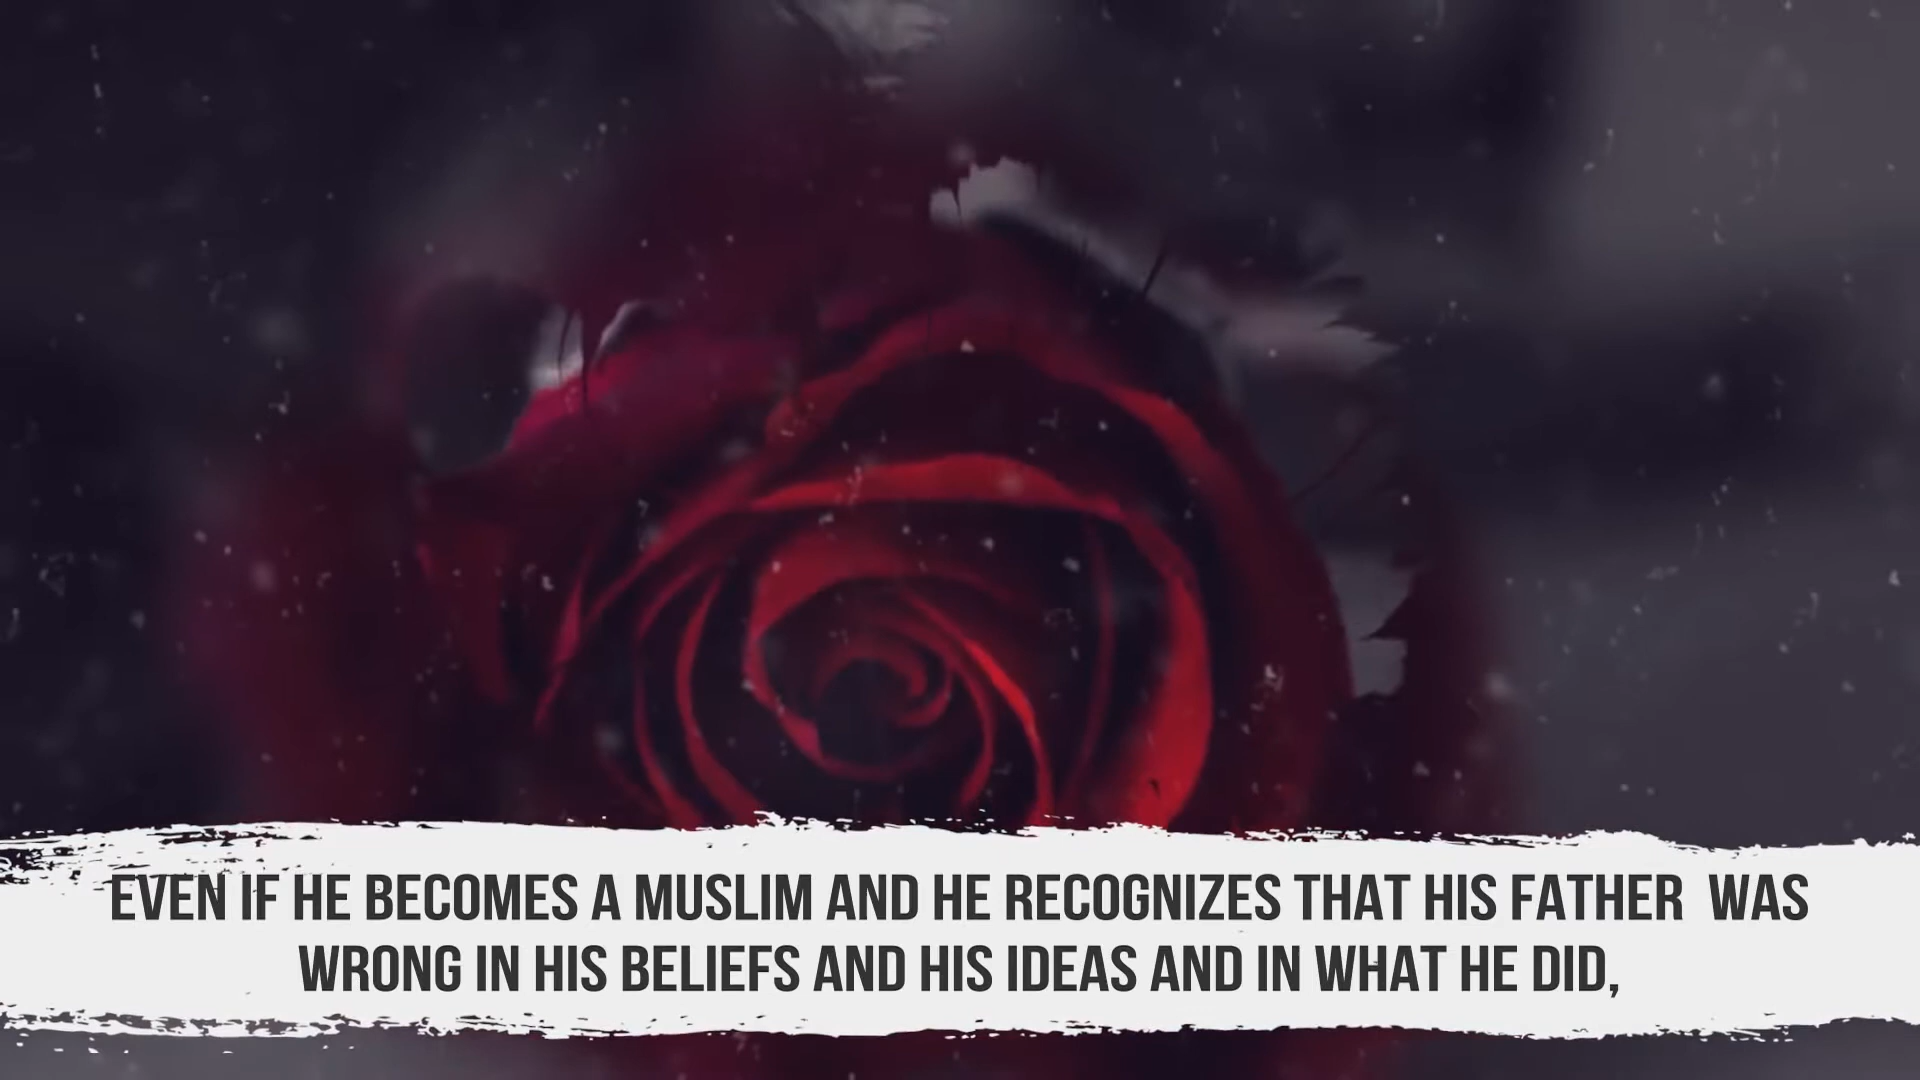 EVEN IF HE BECOMES A MUSLIM AND HE RECOGNIZES THAT HIS FATHER  WAS
WRONG IN HIS BELIEFS AND HIS IDEAS AND IN WHAT HE DID,